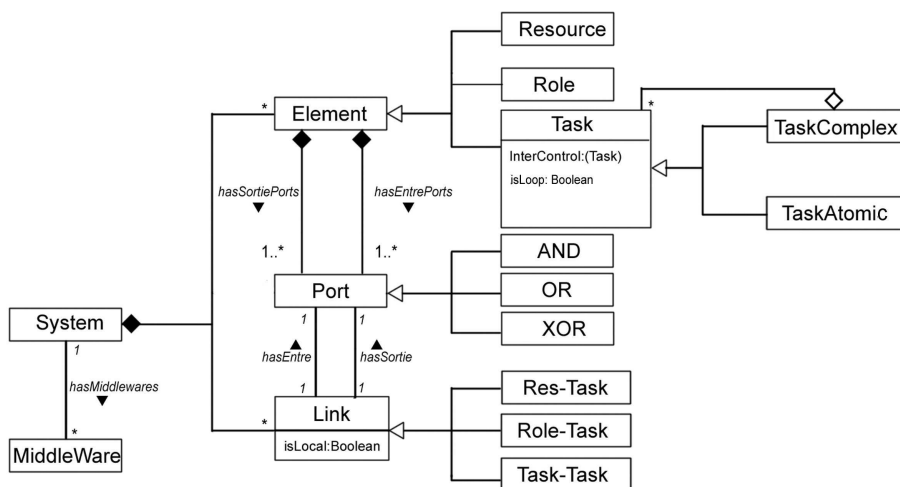 Resource
Role
Element
*
*
Task
TaskComplex
InterControl:(Task)
isLoop: Boolean
hasSortiePorts
▼
hasEntrePorts
▼
TaskAtomic
1..*
1..*
AND
Port
OR
System
1
1
1
XOR
hasEntre
▲
hasSortie
▲
hasMiddlewares
▼
1
1
Res-Task
Link
*
*
Role-Task
isLocal:Boolean
MiddleWare
Task-Task